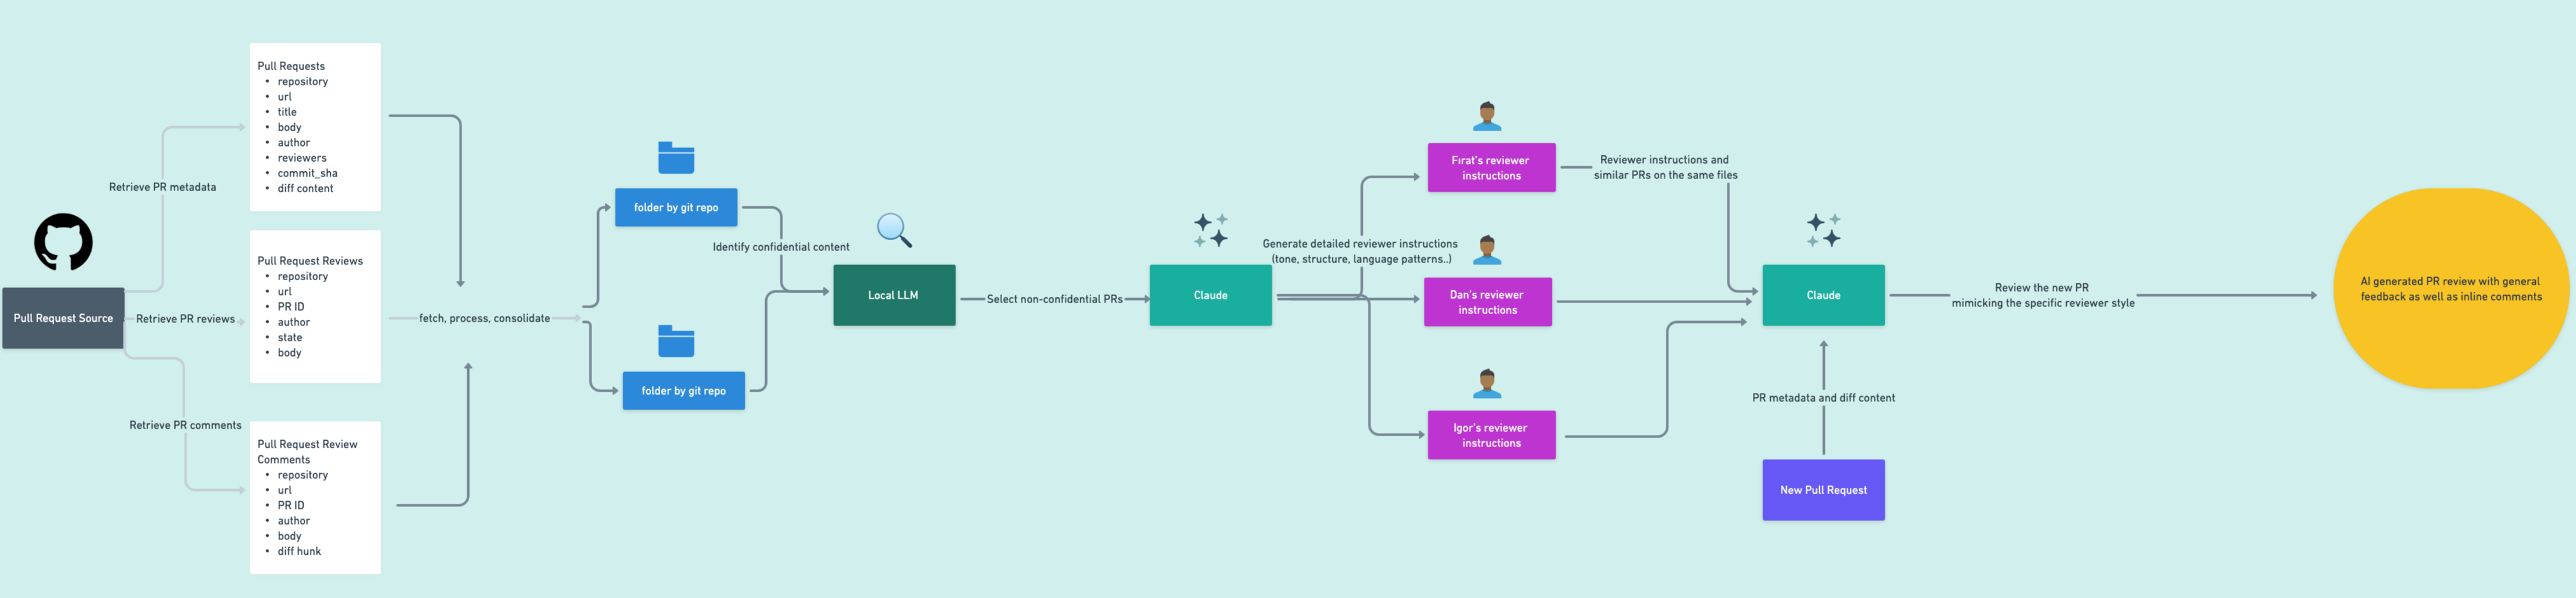 Pull Request Source
Retrieve PR metadata
Retrieve PR reviews
Retrieve PR comments
Pull Requests
• repository
• url
• title
• body
• author
• reviewers
• commit_sha
• diff content
Pull Request Reviews
• repository
• url
• PR ID
• author
• state
• body
Pull Request Review
Comments
• repository
• url
• PR ID
• author
• body
• diff hunk
fetch, process, consolidate
folder by git repo
folder by git repo
Identify confidential content
Local LLM
Select non-confidential PRs
Claude
Generate detailed reviewer instructions
(tone, structure, language patterns..)
Fırat's reviewer
instructions
Dan's reviewer
instructions
Igor's reviewer
instructions
Reviewer instructions and
similar PRs on the same files
Claude
PR metadata and diff content
New Pull Request
Review the new PR
mimicking the specific reviewer style
AI generated PR review with general
feedback as well as inline comments